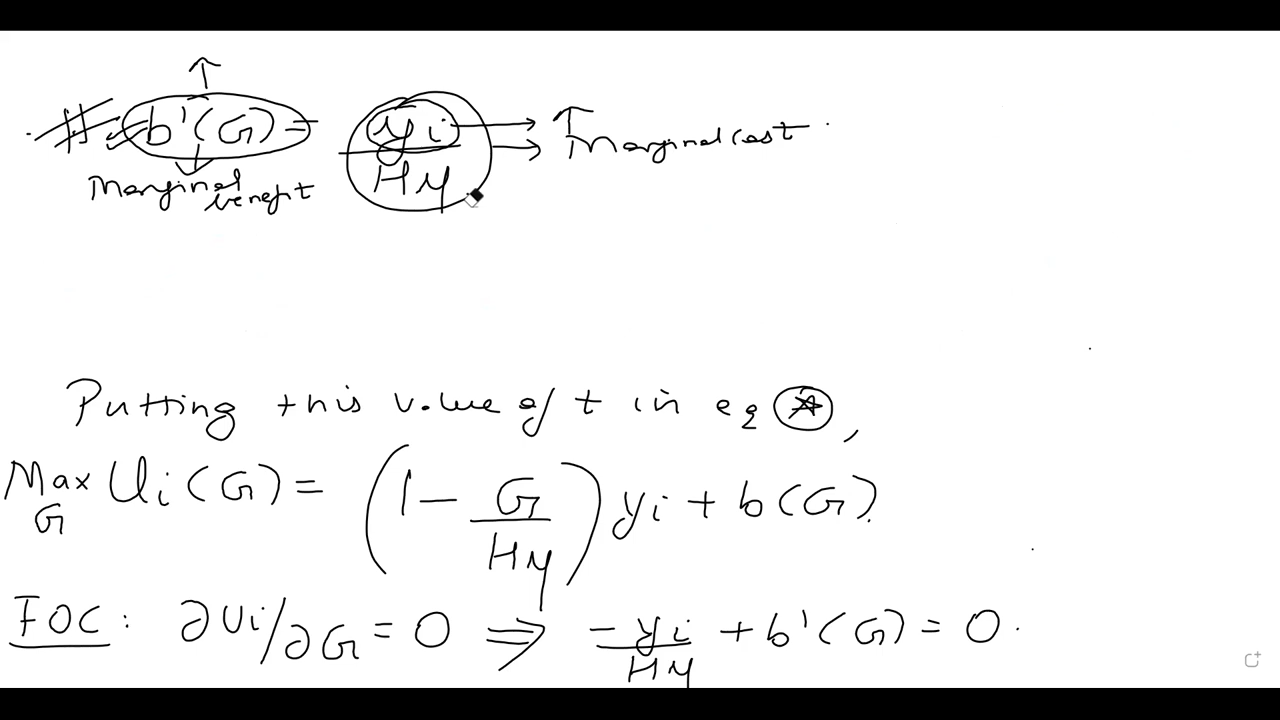 # b'(G) = yi/Hy → Marginal cost.
Marginal benefit
Putting this value of t in eq ★,
Max G Ui(G) = (1 - G/Hy) yi + b(G).
FOC: ∂Ui/∂G = 0 ⇒ -yi/Hy + b'(G) = 0.